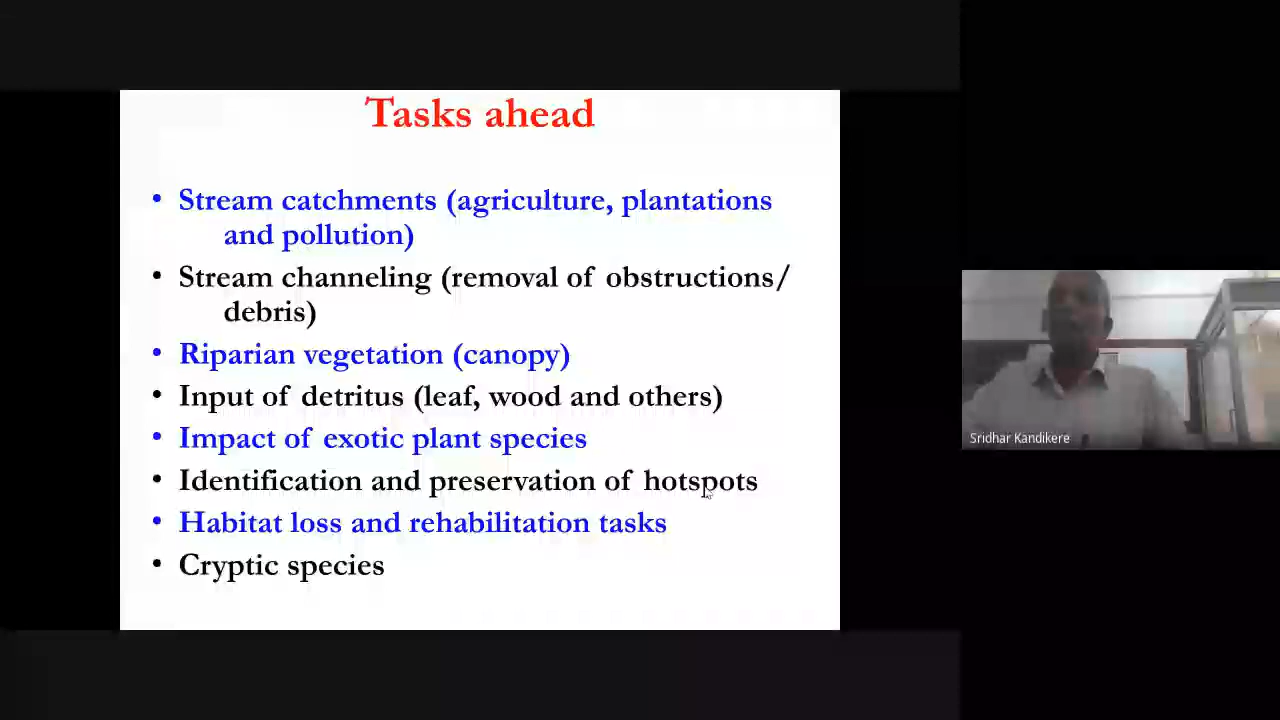 Tasks ahead
• Stream catchments (agriculture, plantations
and pollution)
• Stream channeling (removal of obstructions/
debris)
• Riparian vegetation (canopy)
• Input of detritus (leaf, wood and others)
• Impact of exotic plant species
• Identification and preservation of hotspots
• Habitat loss and rehabilitation tasks
• Cryptic species
Sridhar Kandikere